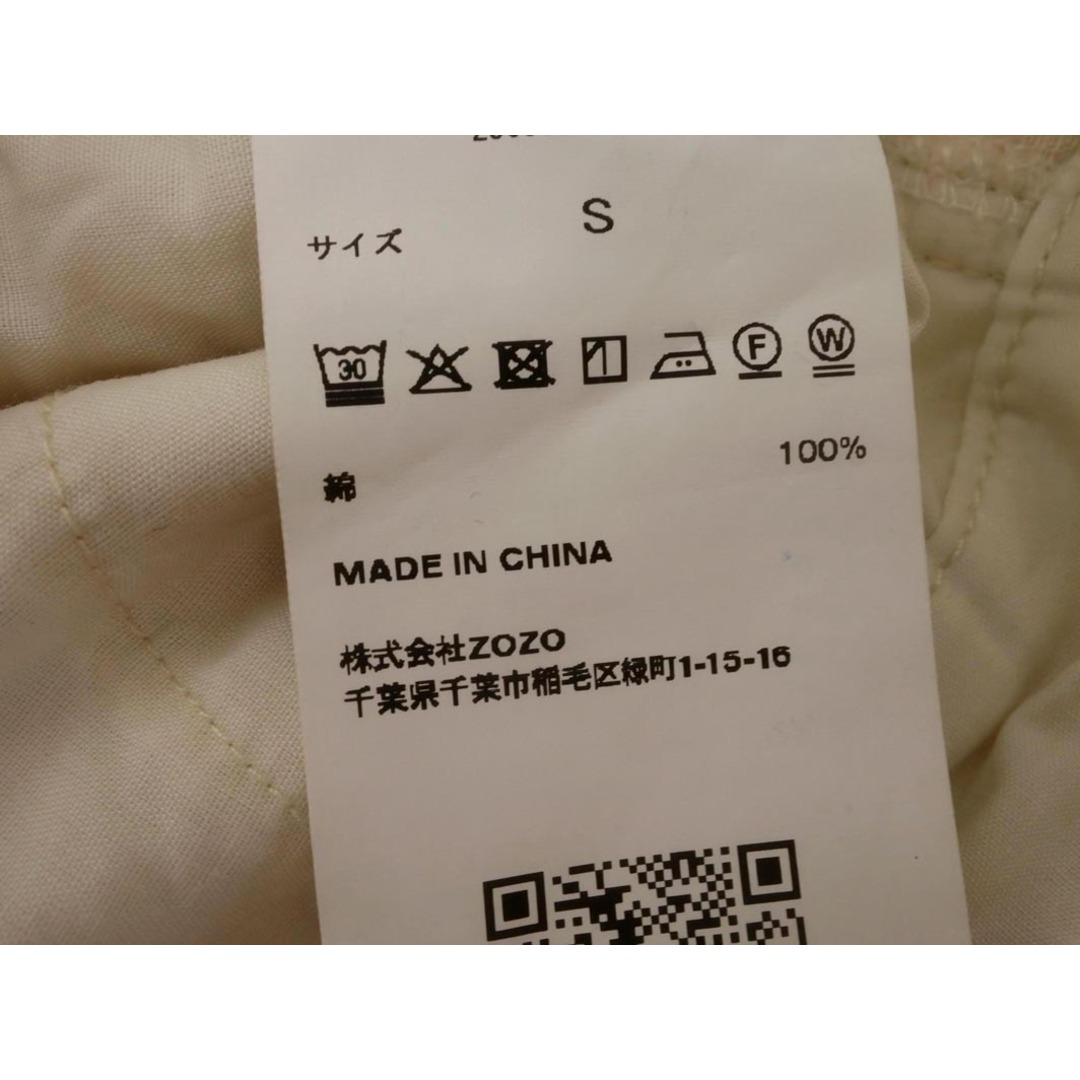 サイズ S
30 F W
綿 100%
MADE IN CHINA
株式会社ZOZO
千葉県千葉市稲毛区緑町1-15-16